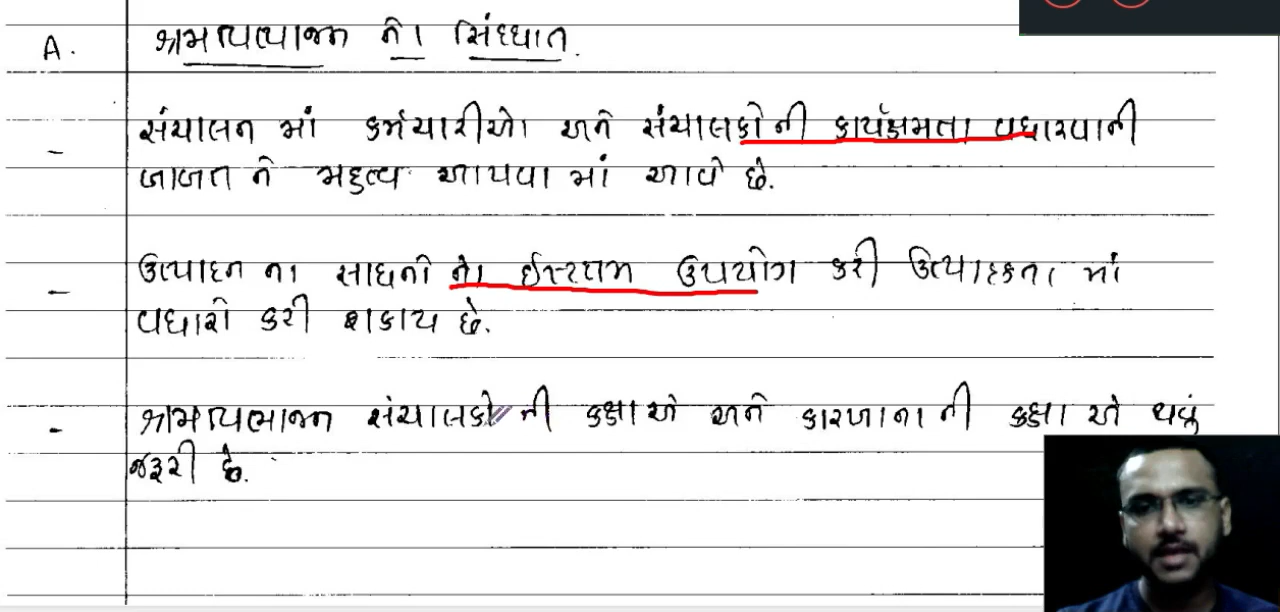 A. શ્રમવિભાજન નો સિધ્ધાંત.
- સંચાલન માં કર્મચારીઓ અને સંચાલકોની કાર્યક્ષમતા વધારવાની
બાબત ને મહત્વ આપવા માં આવે છે.
- ઉત્પાદન ના સાધનો નો ઈષ્ટતમ ઉપયોગ કરી ઉત્પાદકતા માં
વધારો કરી શકાય છે.
- શ્રમવિભાજન સંચાલકો ની કક્ષાએ અને કારખાના ની કક્ષા એ થવું
જરૂરી છે.